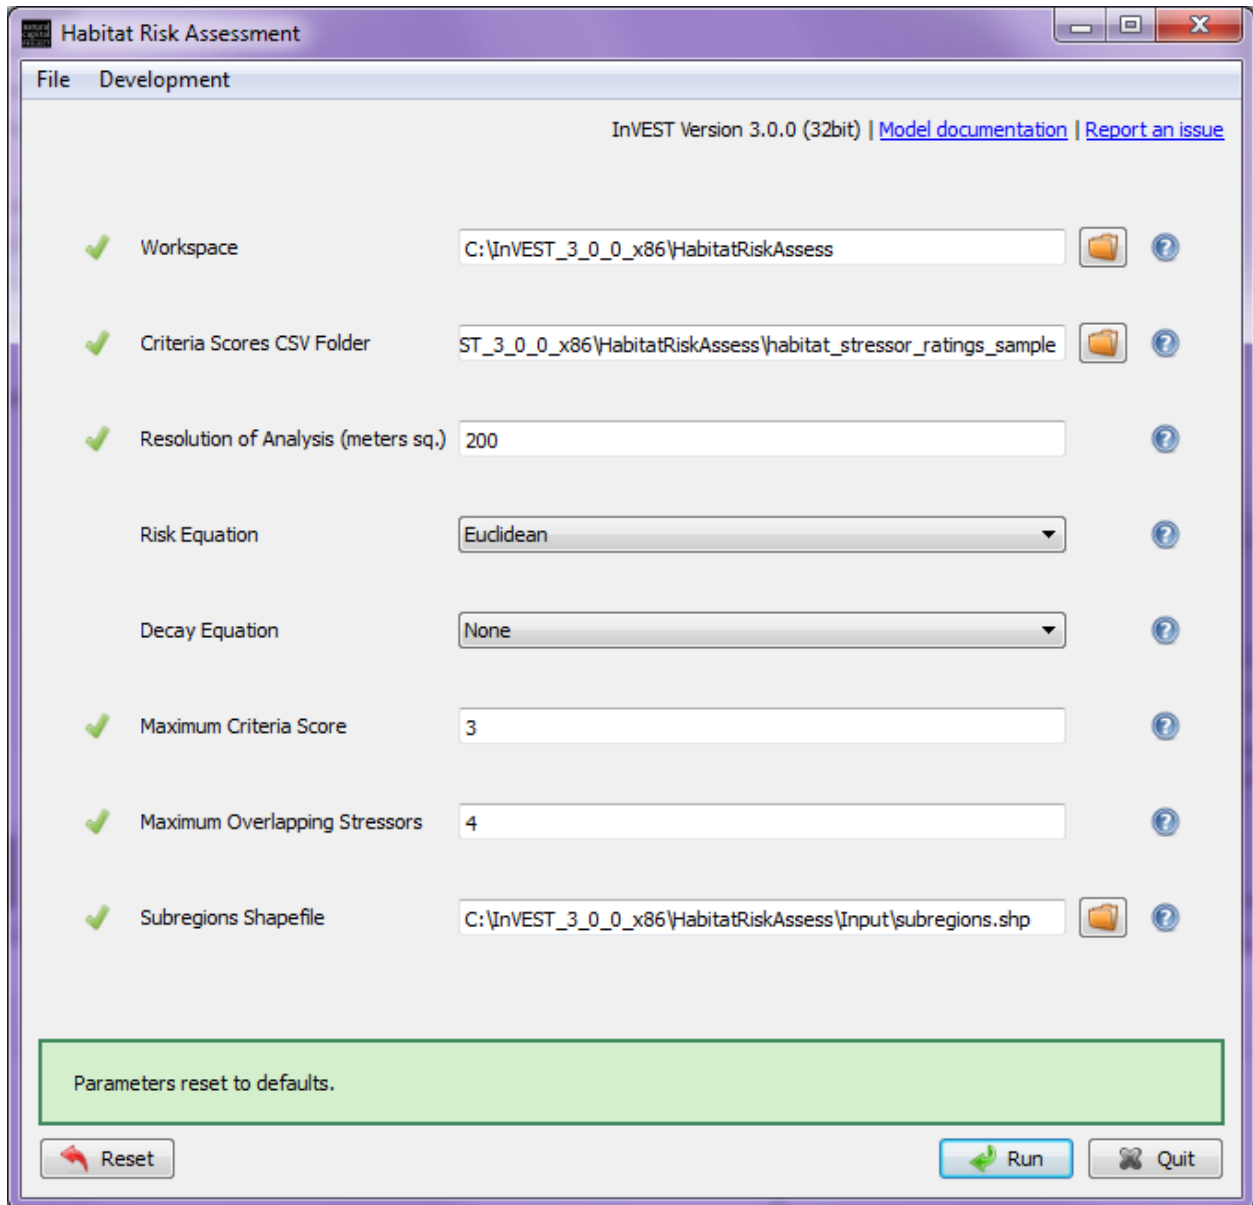 Habitat Risk Assessment
File Development
InVEST Version 3.0.0 (32bit) | Model documentation | Report an issue
Workspace C:\InVEST_3_0_0_x86\HabitatRiskAssess
Criteria Scores CSV Folder ST_3_0_0_x86\HabitatRiskAssess\habitat_stressor_ratings_sample
Resolution of Analysis (meters sq.) 200
Risk Equation Euclidean
Decay Equation None
Maximum Criteria Score 3
Maximum Overlapping Stressors 4
Subregions Shapefile C:\InVEST_3_0_0_x86\HabitatRiskAssess\Input\subregions.shp
Parameters reset to defaults.
Reset Run Quit